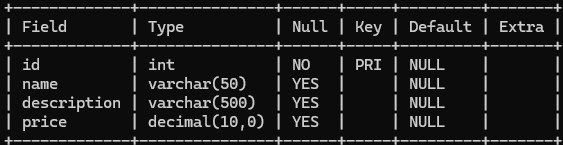 +-------------+--------------+------+-----+---------+-------+
| Field       | Type         | Null | Key | Default | Extra |
+-------------+--------------+------+-----+---------+-------+
| id          | int          | NO   | PRI | NULL    |       |
| name        | varchar(50)  | YES  |     | NULL    |       |
| description | varchar(500) | YES  |     | NULL    |       |
| price       | decimal(10,0) | YES  |     | NULL    |       |
+-------------+--------------+------+-----+---------+-------+